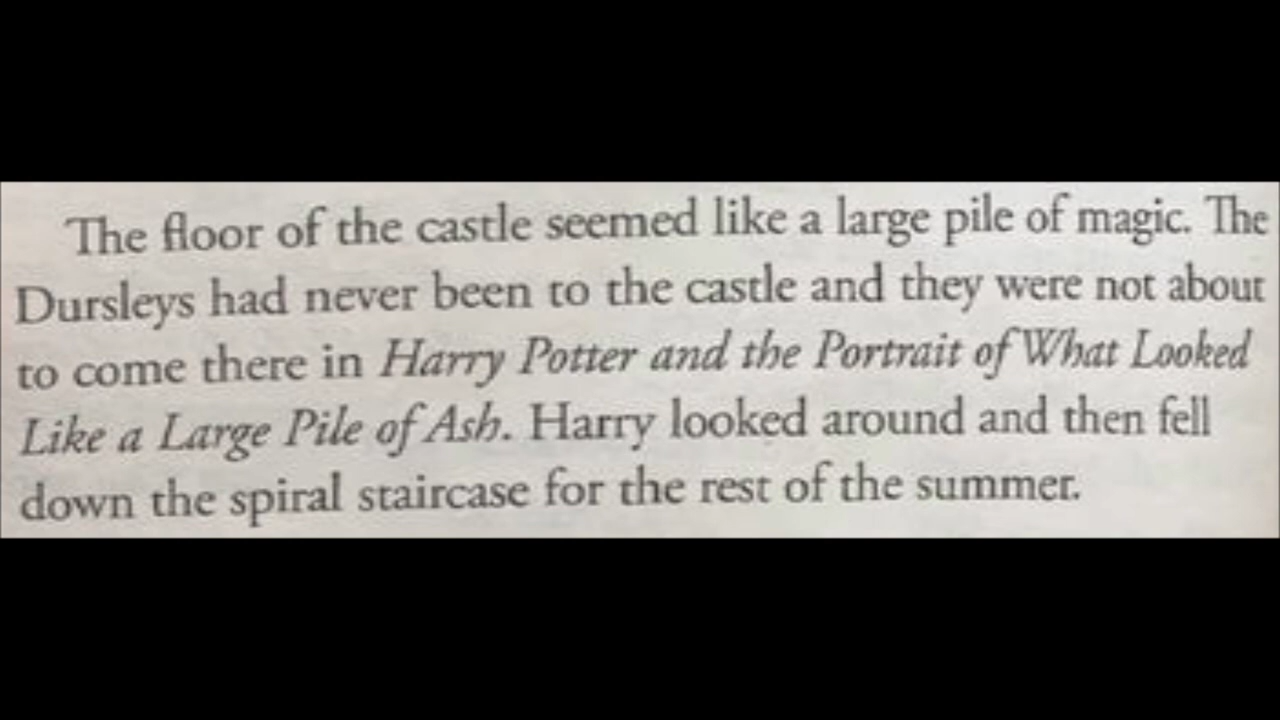 The floor of the castle seemed like a large pile of magic. The
Dursleys had never been to the castle and they were not about
to come there in Harry Potter and the Portrait of What Looked
Like a Large Pile of Ash. Harry looked around and then fell
down the spiral staircase for the rest of the summer.